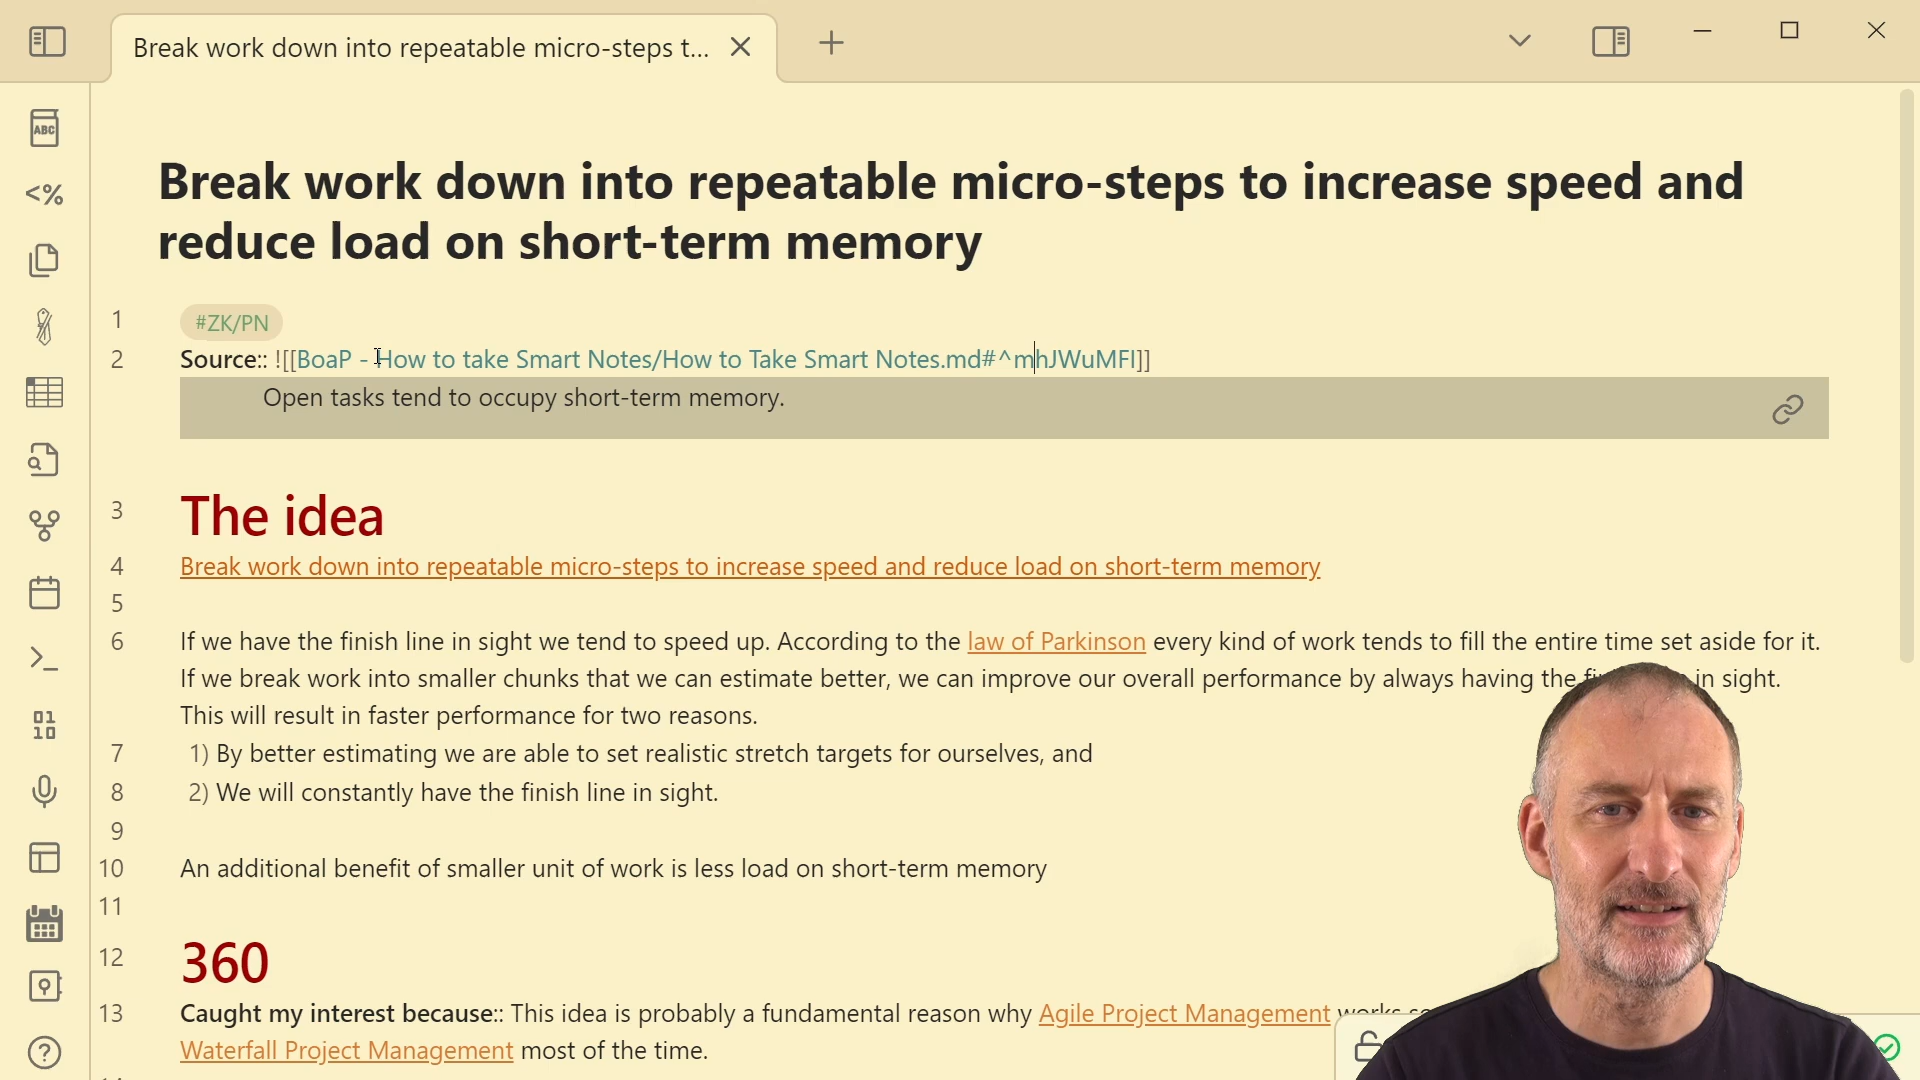 Break work down into repeatable micro-steps t...
ABC
<%
Break work down into repeatable micro-steps to increase speed and
reduce load on short-term memory
1 #ZK/PN
2 Source:: ![[BoaP - How to take Smart Notes/How to Take Smart Notes.md#^mhJWuMFI]]
Open tasks tend to occupy short-term memory.
3 The idea
4 Break work down into repeatable micro-steps to increase speed and reduce load on short-term memory
5
6 If we have the finish line in sight we tend to speed up. According to the law of Parkinson every kind of work tends to fill the entire time set aside for it.
If we break work into smaller chunks that we can estimate better, we can improve our overall performance by always having the in sight.
This will result in faster performance for two reasons.
7 1) By better estimating we are able to set realistic stretch targets for ourselves, and
8 2) We will constantly have the finish line in sight.
9
10 An additional benefit of smaller unit of work is less load on short-term memory
11
12 360
13 Caught my interest because:: This idea is probably a fundamental reason why Agile Project Management works
Waterfall Project Management most of the time.
01
10